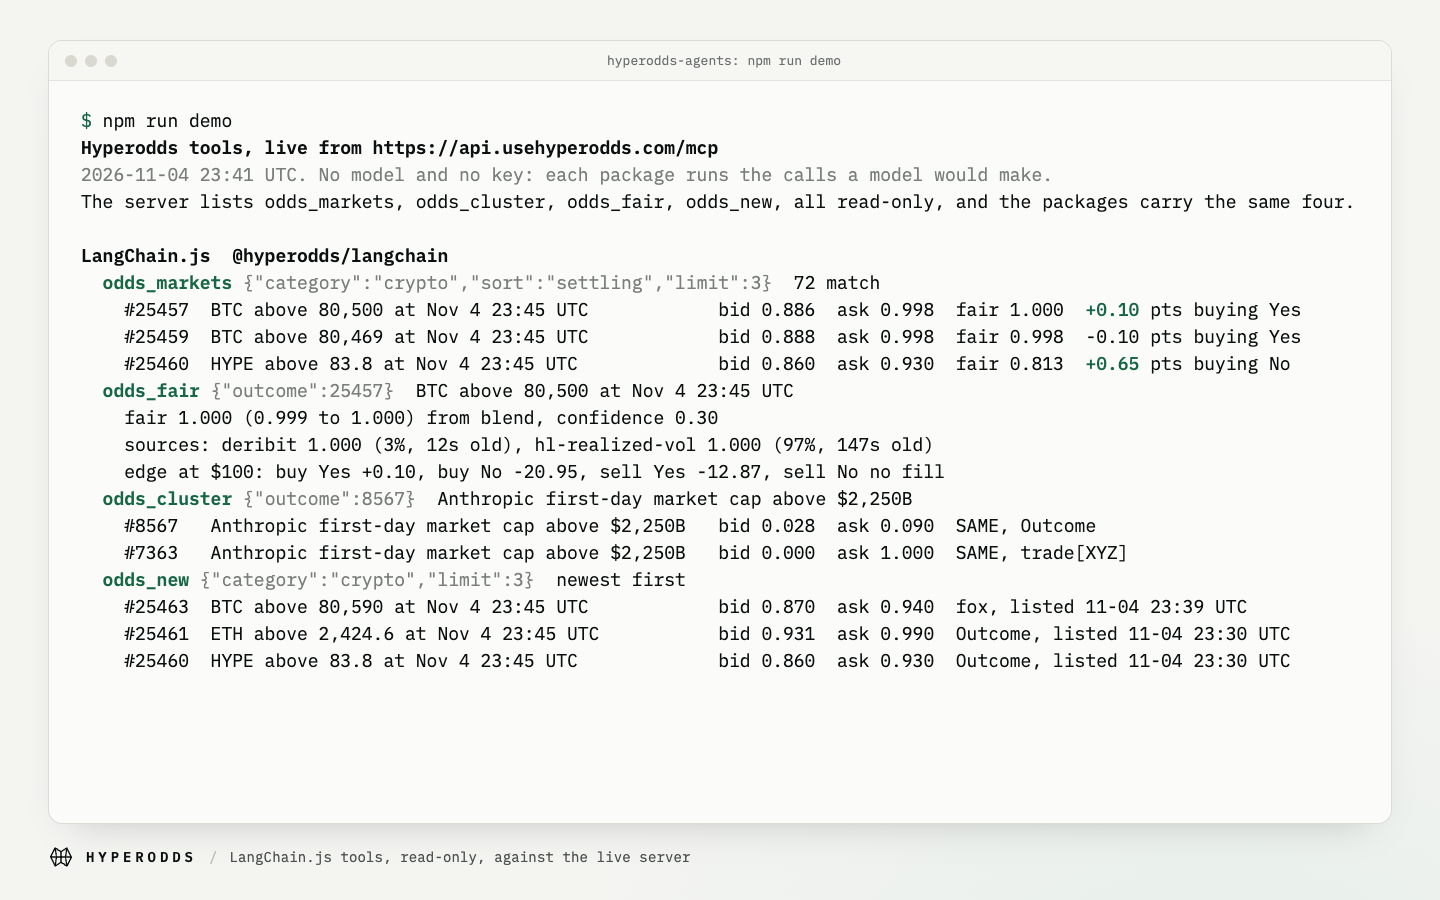 hyperodds-agents: npm run demo
$ npm run demo
Hyperodds tools, live from https://api.usehyperodds.com/mcp
2026-11-04 23:41 UTC. No model and no key: each package runs the calls a model would make.
The server lists odds_markets, odds_cluster, odds_fair, odds_new, all read-only, and the packages carry the same four.
LangChain.js  @hyperodds/langchain
odds_markets {"category":"crypto","sort":"settling","limit":3}  72 match
#25457  BTC above 80,500 at Nov 4 23:45 UTC  bid 0.886  ask 0.998  fair 1.000  +0.10 pts buying Yes
#25459  BTC above 80,469 at Nov 4 23:45 UTC  bid 0.888  ask 0.998  fair 0.998  -0.10 pts buying Yes
#25460  HYPE above 83.8 at Nov 4 23:45 UTC  bid 0.860  ask 0.930  fair 0.813  +0.65 pts buying No
odds_fair {"outcome":25457}  BTC above 80,500 at Nov 4 23:45 UTC
fair 1.000 (0.999 to 1.000) from blend, confidence 0.30
sources: deribit 1.000 (3%, 12s old), hl-realized-vol 1.000 (97%, 147s old)
edge at $100: buy Yes +0.10, buy No -20.95, sell Yes -12.87, sell No no fill
odds_cluster {"outcome":8567}  Anthropic first-day market cap above $2,250B
#8567  Anthropic first-day market cap above $2,250B  bid 0.028  ask 0.090  SAME, Outcome
#7363  Anthropic first-day market cap above $2,250B  bid 0.000  ask 1.000  SAME, trade[XYZ]
odds_new {"category":"crypto","limit":3}  newest first
#25463  BTC above 80,590 at Nov 4 23:45 UTC  bid 0.870  ask 0.940  fox, listed 11-04 23:39 UTC
#25461  ETH above 2,424.6 at Nov 4 23:45 UTC  bid 0.931  ask 0.990  Outcome, listed 11-04 23:30 UTC
#25460  HYPE above 83.8 at Nov 4 23:45 UTC  bid 0.860  ask 0.930  Outcome, listed 11-04 23:30 UTC
HYPERODDS / LangChain.js tools, read-only, against the live server